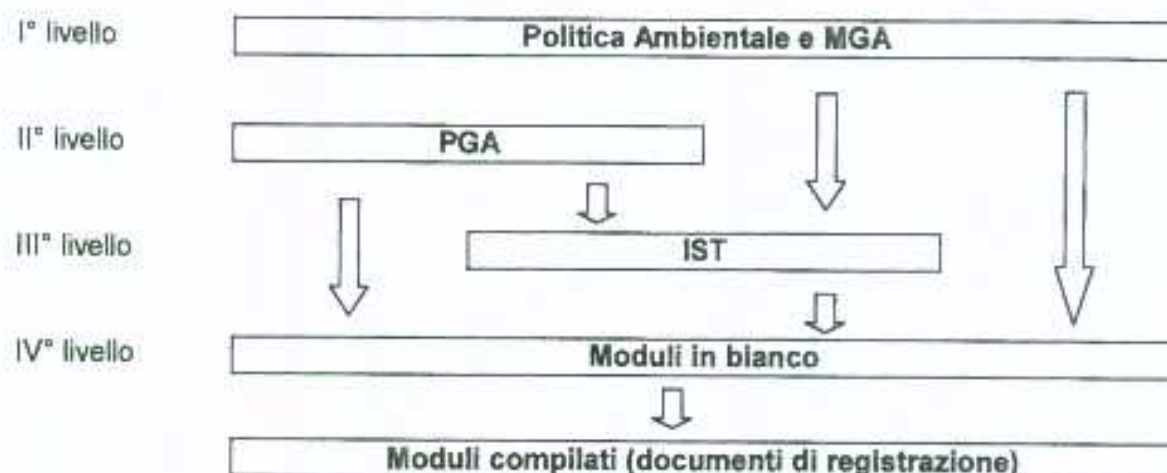 I° livello
Politica Ambientale e MGA
II° livello
PGA
III° livello
IST
IV° livello
Moduli in bianco
Moduli compilati (documenti di registrazione)